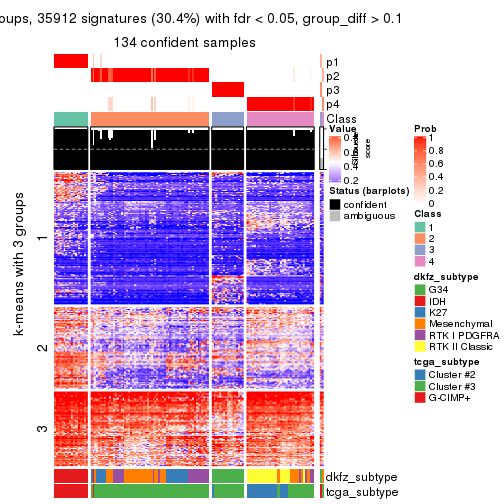 oups, 35912 signatures (30.4%) with fdr < 0.05, group_diff > 0.1
134 confident samples
p1
p2
p3
p4
Class
Value
0.4
0.2
score
Status (barplots)
confident
ambiguous
Prob
1
0.8
0.6
0.4
0.2
0
Class
1
2
3
4
dkfz_subtype
G34
IDH
K27
Mesenchymal
RTK I PDGFRA
RTK II Classic
tcga_subtype
Cluster #2
Cluster #3
G-CIMP+
k-means with 3 groups
1
2
3
dkfz_subtype
tcga_subtype